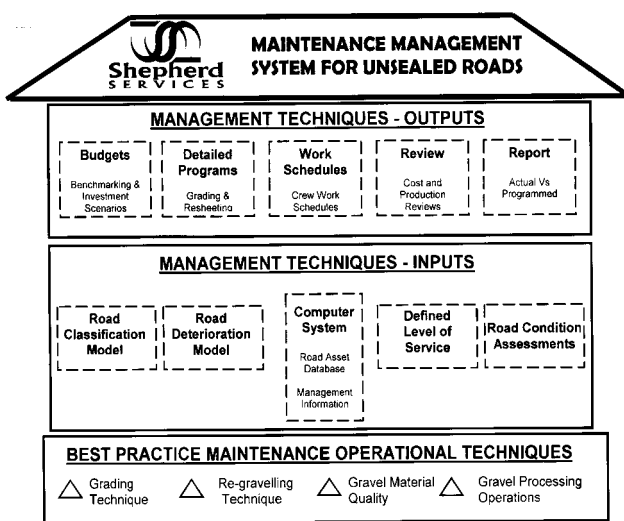 Shepherd
SERVICES
MAINTENANCE MANAGEMENT
SYSTEM FOR UNSEALED ROADS
MANAGEMENT TECHNIQUES - OUTPUTS
Budgets
Benchmarking &
Investment
Scenarios
Detailed
Programs
Grading &
Resheeting
Work
Schedules
Crew Work
Schedules
Review
Cost and
Production
Reviews
Report
Actual Vs
Programmed
MANAGEMENT TECHNIQUES - INPUTS
Road
Classification
Model
Road
Deterioration
Model
Computer
System
Road Asset
Database
Management
Information
Defined
Level of
Service
Road Condition
Assessments
BEST PRACTICE MAINTENANCE OPERATIONAL TECHNIQUES
Grading
Technique
Re-gravelling
Technique
Gravel Material
Quality
Gravel Processing
Operations